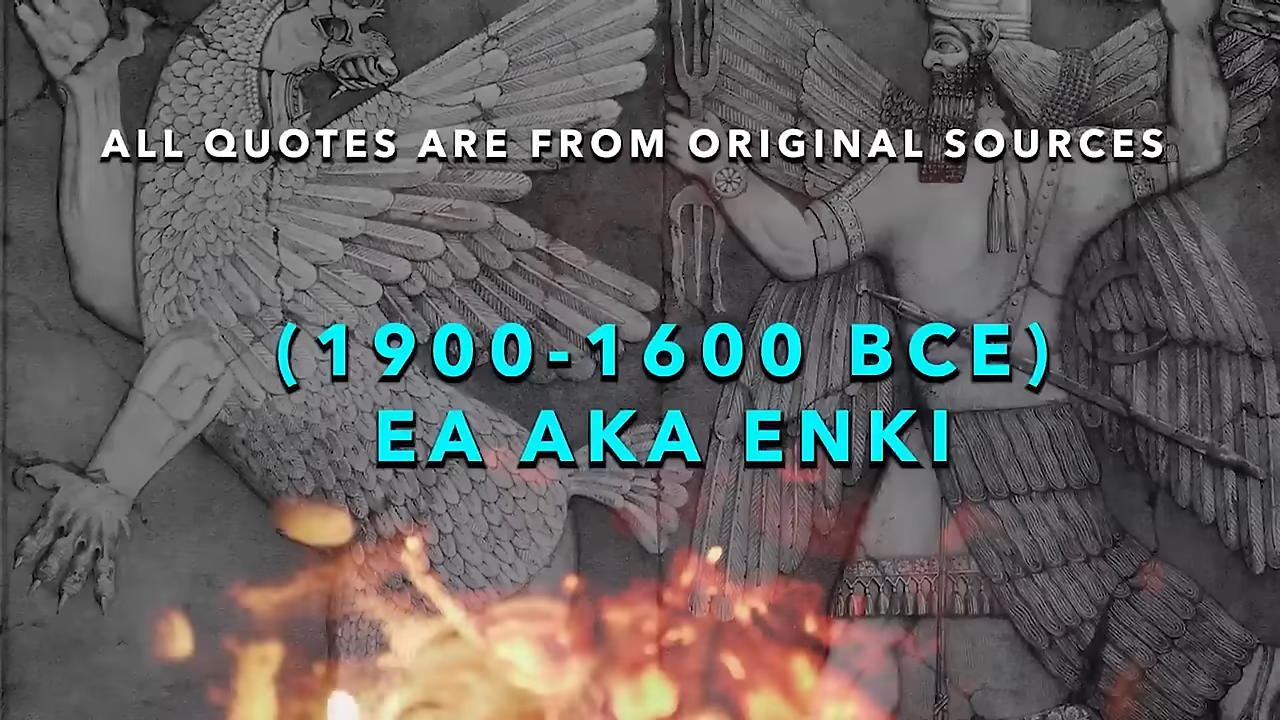 ALL QUOTES ARE FROM ORIGINAL SOURCES
(1900-1600 BCE)
EA AKA ENKI